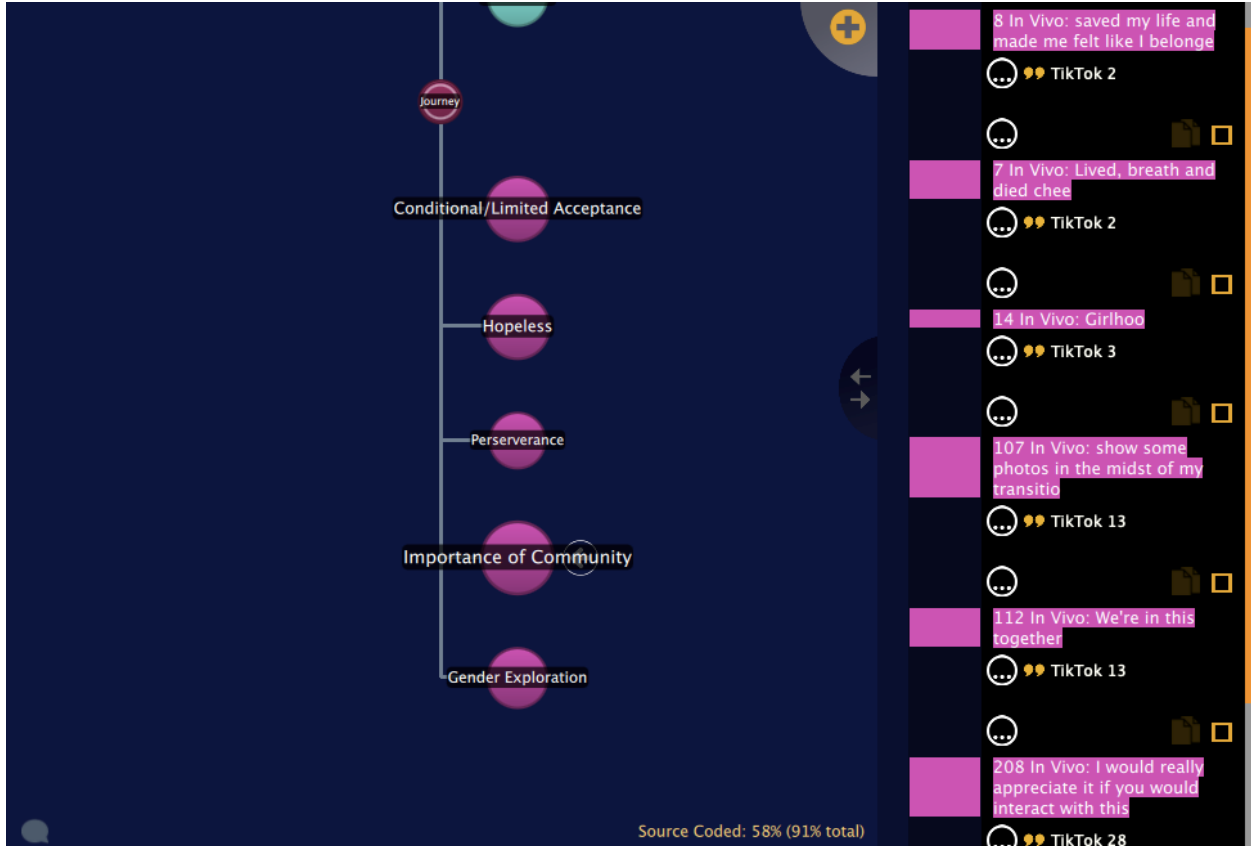 Journey
Conditional/Limited Acceptance
Hopeless
Perserverance
Importance of Community
Gender Exploration
Source Coded: 58% (91% total)
8 In Vivo: saved my life and
made me felt like I belonge
TikTok 2
7 In Vivo: Lived, breath and
died chee
TikTok 2
14 In Vivo: Girlhoo
TikTok 3
107 In Vivo: show some
photos in the midst of my
transitio
TikTok 13
112 In Vivo: We're in this
together
TikTok 13
208 In Vivo: I would really
appreciate it if you would
interact with this
TikTok 28